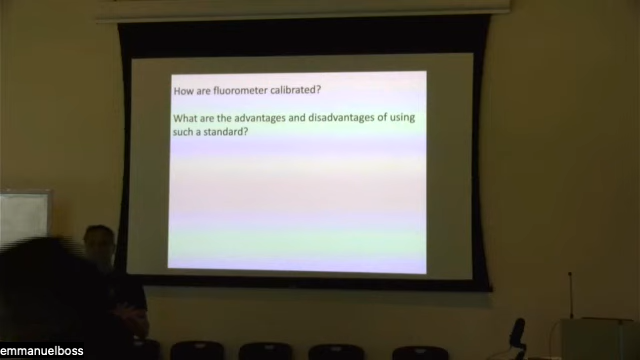 How are fluorometer calibrated?
What are the advantages and disadvantages of using
such a standard?
emmanuelboss